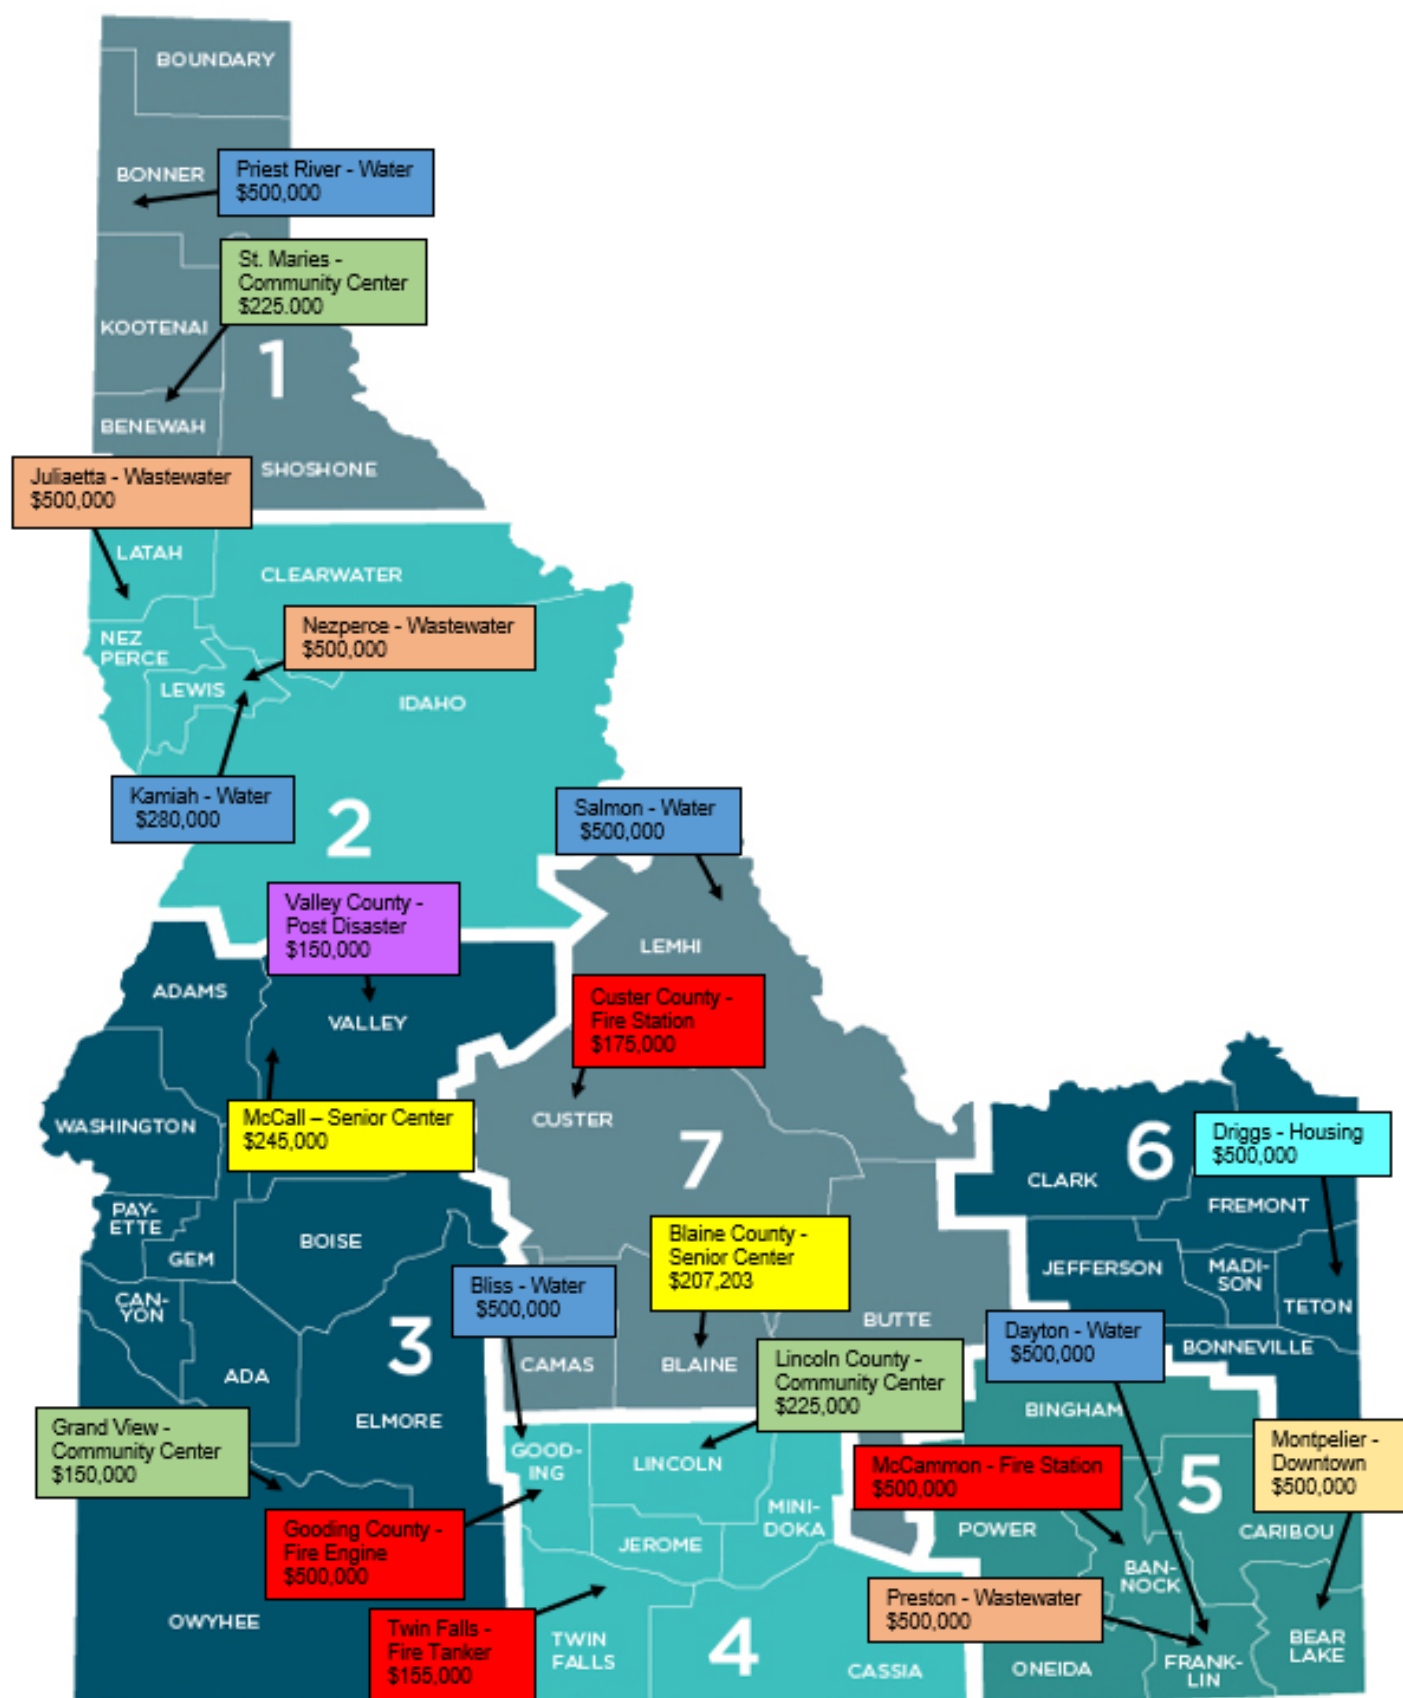 BOUNDARY
BONNER
Priest River - Water
$500,000
St. Maries -
Community Center
$225.000
KOOTENAI
1
BENEWAH
SHOSHONE
Juliaetta - Wastewater
$500,000
LATAH
CLEARWATER
Nezperce - Wastewater
$500,000
NEZ
PERCE
LEWIS
IDAHO
Kamiah - Water
$280,000
2
Salmon - Water
$500,000
Valley County -
Post Disaster
$150,000
LEMHI
ADAMS
VALLEY
Custer County -
Fire Station
$175,000
McCall – Senior Center
$245,000
WASHINGTON
CUSTER
7
6
Driggs - Housing
$500,000
CLARK
FREMONT
PAY-
ETTE
GEM
BOISE
Blaine County -
Senior Center
$207,203
JEFFERSON
MADI-
SON
TETON
CAN-
YON
Bliss - Water
$500,000
BUTTE
Dayton - Water
$500,000
BONNEVILLE
3
ADA
CAMAS
BLAINE
Lincoln County -
Community Center
$225,000
ELMORE
BINGHAM
Grand View -
Community Center
$150,000
GOOD-
ING
LINCOLN
McCammon - Fire Station
$500,000
5
Montpelier -
Downtown
$500,000
Gooding County -
Fire Engine
$500,000
MINI-
DOKA
JEROME
POWER
CARIBOU
BAN-
NOCK
Preston - Wastewater
$500,000
OWYHEE
Twin Falls -
Fire Tanker
$155,000
TWIN
FALLS
4
CASSIA
ONEIDA
FRANK-
LIN
BEAR
LAKE